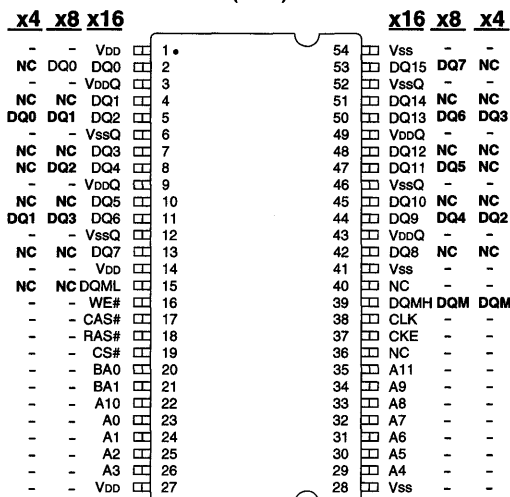 x4 x8 x16 x16 x8 x4
- - VDD 1 54 Vss - -
NC DQ0 DQ0 2 53 DQ15 DQ7 NC
- - VDDQ 3 52 VssQ - -
NC NC DQ1 4 51 DQ14 NC NC
DQ0 DQ1 DQ2 5 50 DQ13 DQ6 DQ3
- - VssQ 6 49 VDDQ - -
NC NC DQ3 7 48 DQ12 NC NC
NC DQ2 DQ4 8 47 DQ11 DQ5 NC
- - VDDQ 9 46 VssQ - -
NC NC DQ5 10 45 DQ10 NC NC
DQ1 DQ3 DQ6 11 44 DQ9 DQ4 DQ2
- - VssQ 12 43 VDDQ - -
NC NC DQ7 13 42 DQ8 NC NC
- - VDD 14 41 Vss - -
NC NC DQML 15 40 NC - -
- - WE# 16 39 DQMH DQM DQM
- - CAS# 17 38 CLK - -
- - RAS# 18 37 CKE - -
- - CS# 19 36 NC - -
- - BA0 20 35 A11 - -
- - BA1 21 34 A9 - -
- - A10 22 33 A8 - -
- - A0 23 32 A7 - -
- - A1 24 31 A6 - -
- - A2 25 30 A5 - -
- - A3 26 29 A4 - -
- - VDD 27 28 Vss - -